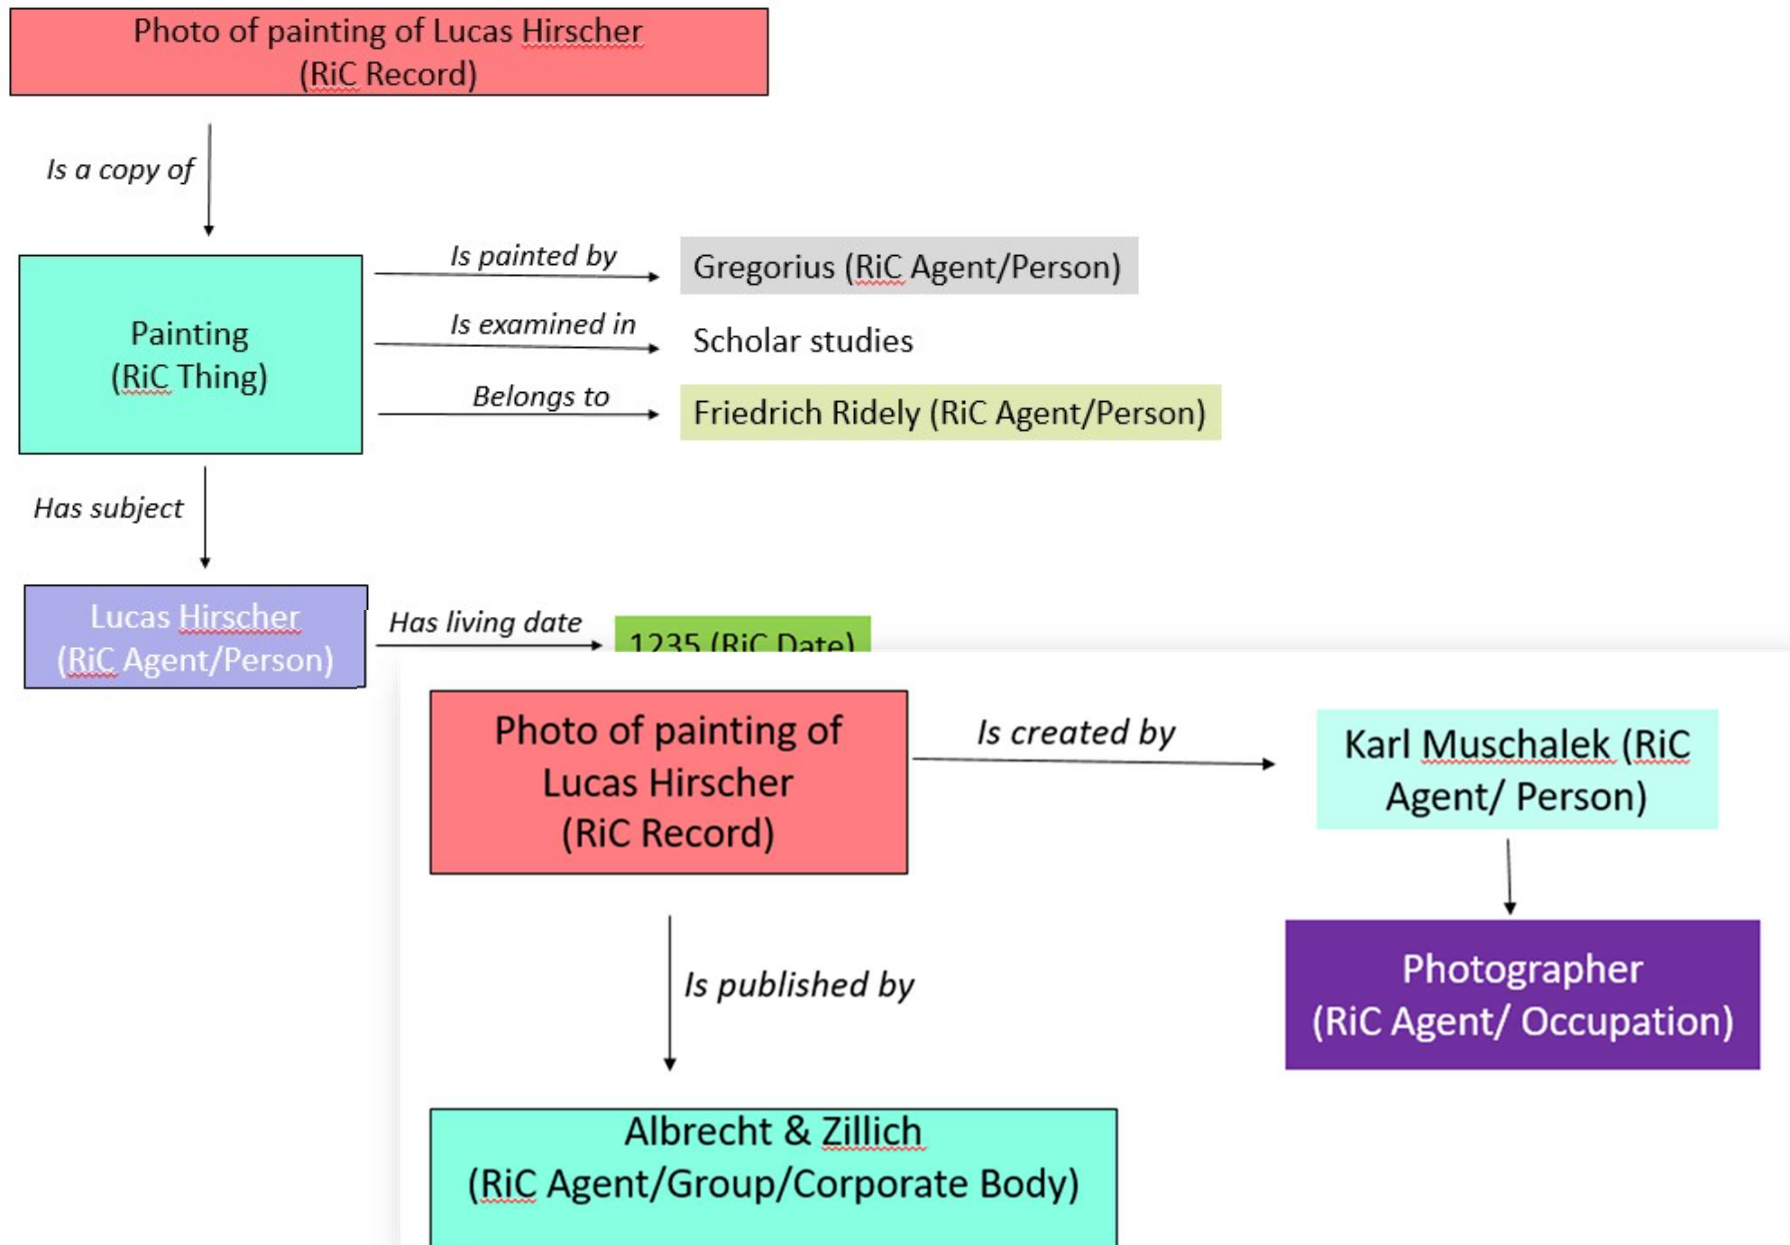 Photo of painting of Lucas Hirscher
(RiC Record)
Is a copy of
Painting
(RiC Thing)
Is painted by
Gregorius (RiC Agent/Person)
Is examined in
Scholar studies
Belongs to
Friedrich Ridely (RiC Agent/Person)
Has subject
Lucas Hirscher
(RiC Agent/Person)
Has living date
1235 (RiC Date)
Photo of painting of
Lucas Hirscher
(RiC Record)
Is created by
Karl Muschalek (RiC
Agent/ Person)
Photographer
(RiC Agent/ Occupation)
Is published by
Albrecht & Zillich
(RiC Agent/Group/Corporate Body)